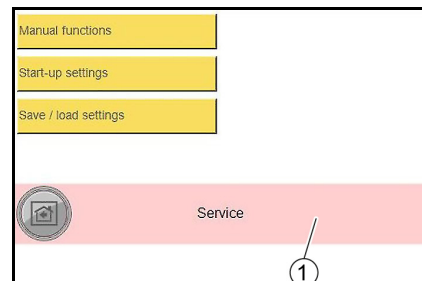 Manual functions
Start-up settings
Save / load settings
Service
1